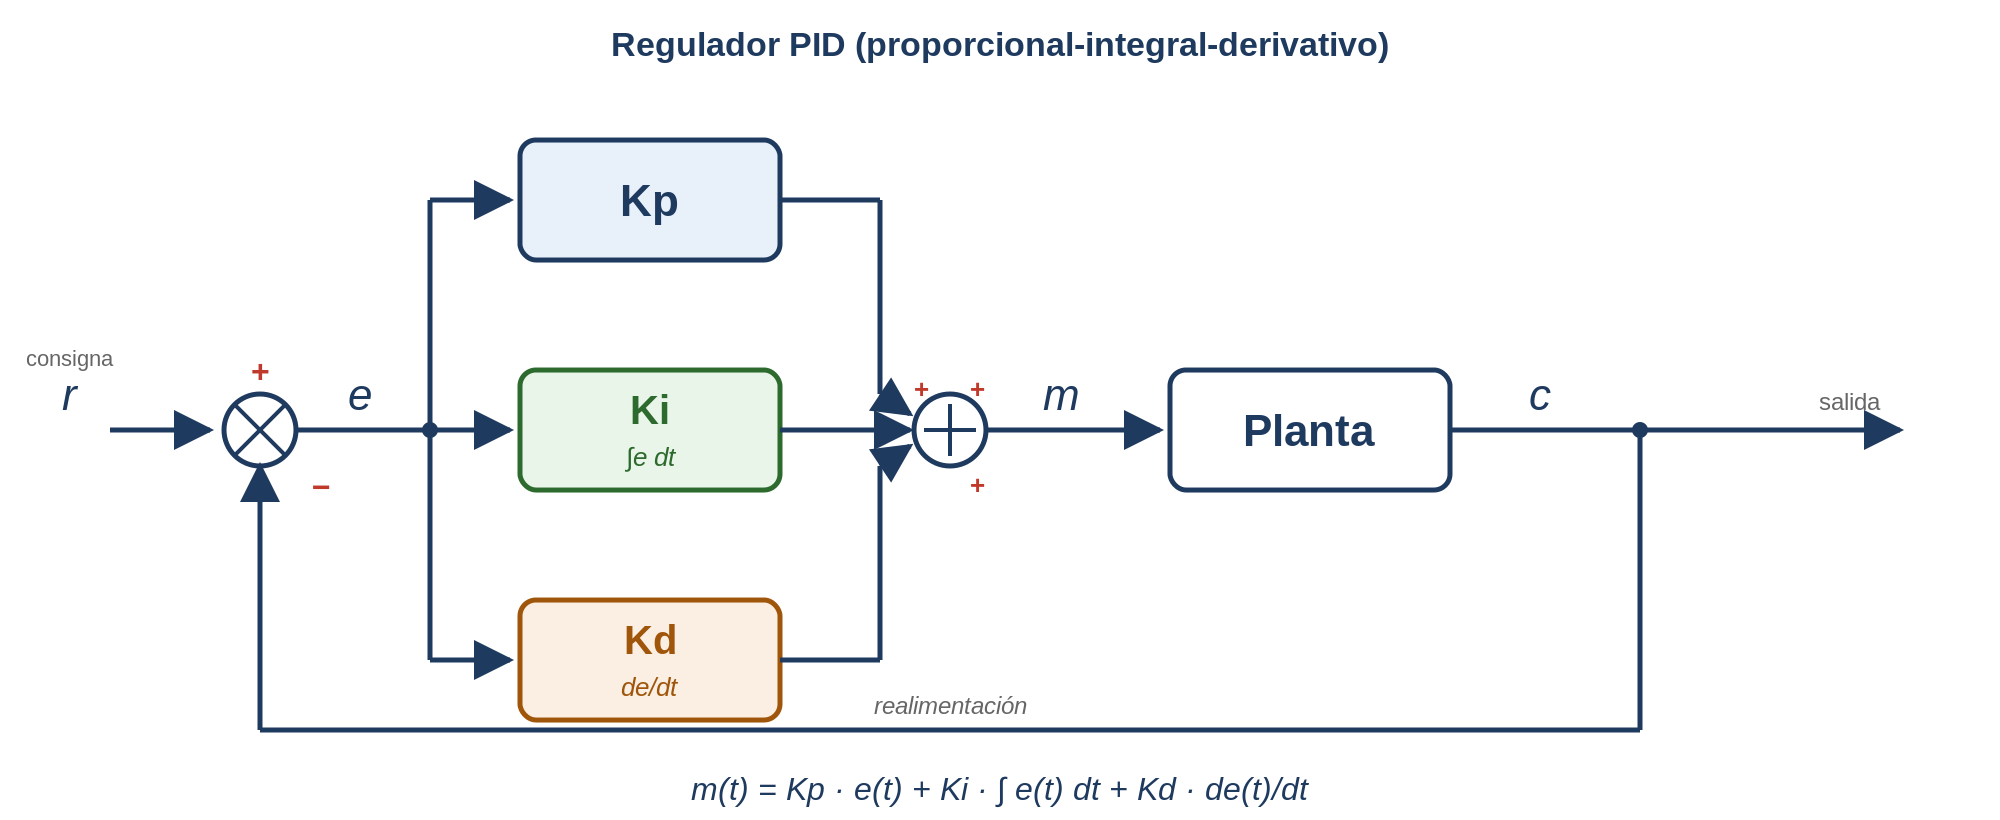 Regulador PID (proporcional-integral-derivativo)
Kp
consigna
r
+
e
Ki
∫e dt
+
+
m
Planta
c
salida
−
+
Kd
de/dt
realimentación
m(t) = Kp · e(t) + Ki · ∫ e(t) dt + Kd · de(t)/dt